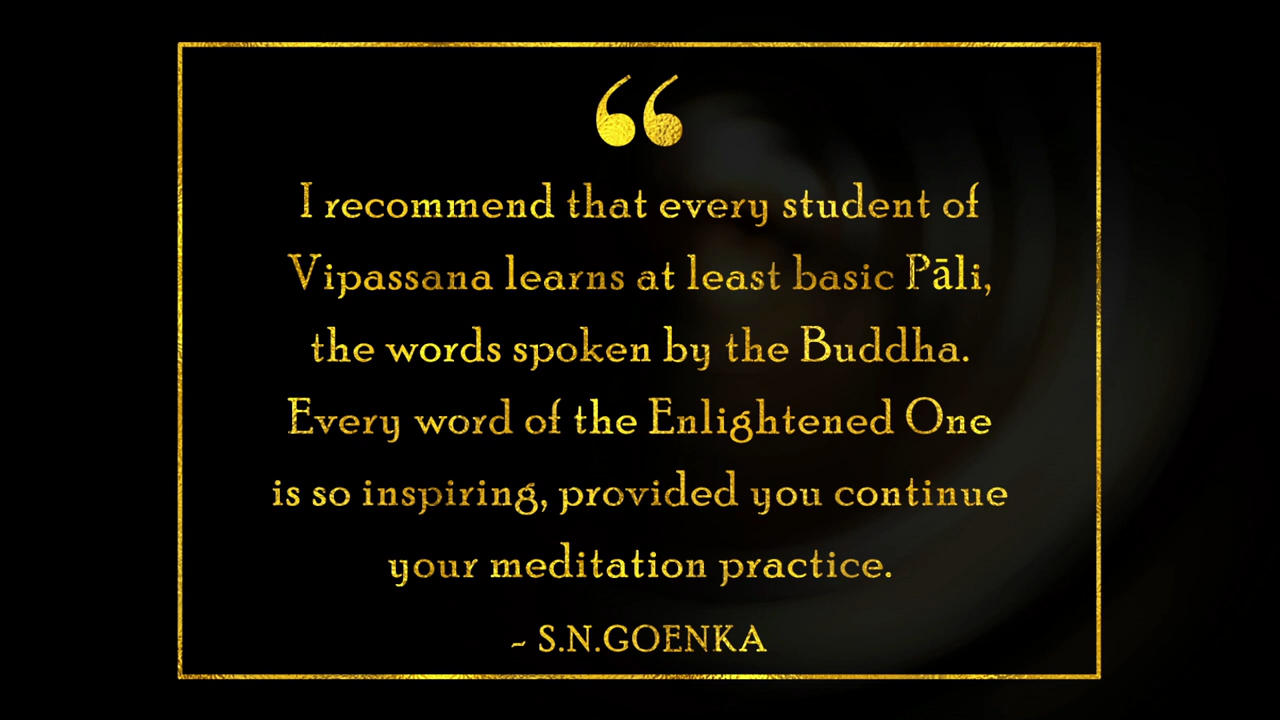 “
I recommend that every student of
Vipassana learns at least basic Pāli,
the words spoken by the Buddha.
Every word of the Enlightened One
is so inspiring, provided you continue
your meditation practice.
~ S.N.GOENKA